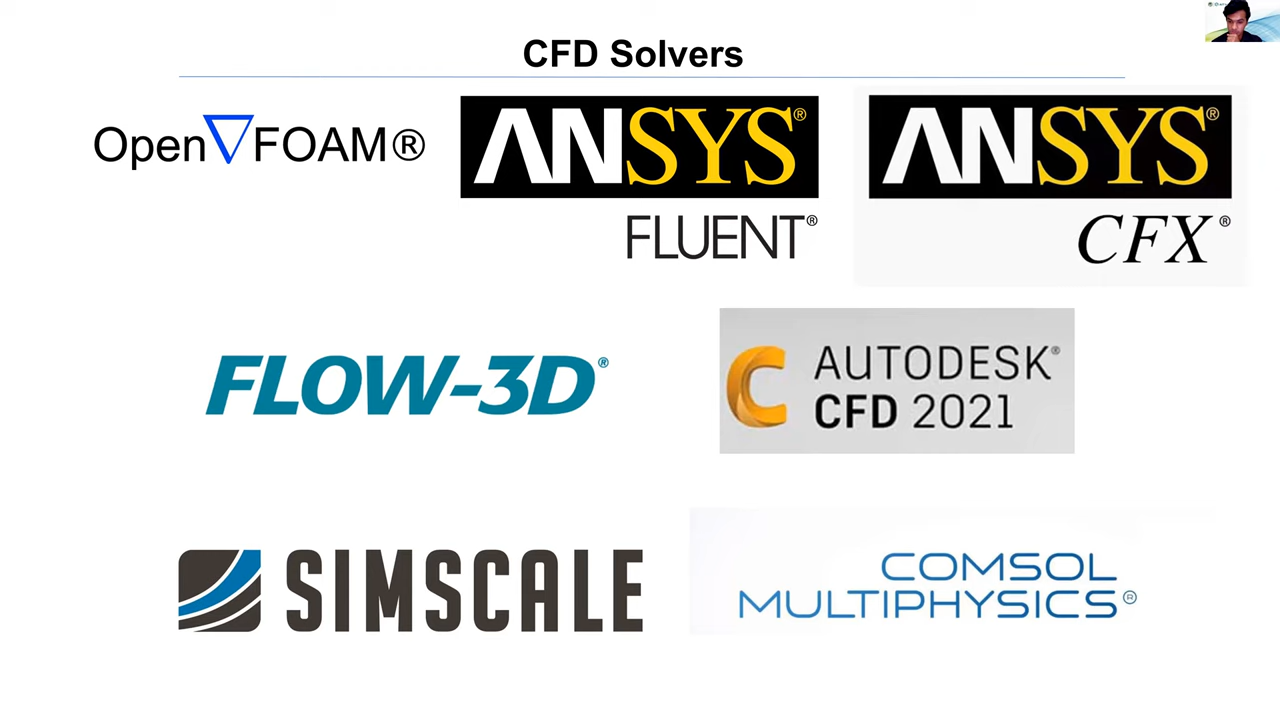 CFD Solvers
Open∇FOAM®
ANSYS®
FLUENT®
ANSYS®
CFX®
FLOW-3D®
AUTODESK®
CFD 2021
SIMSCALE
COMSOL
MULTIPHYSICS®